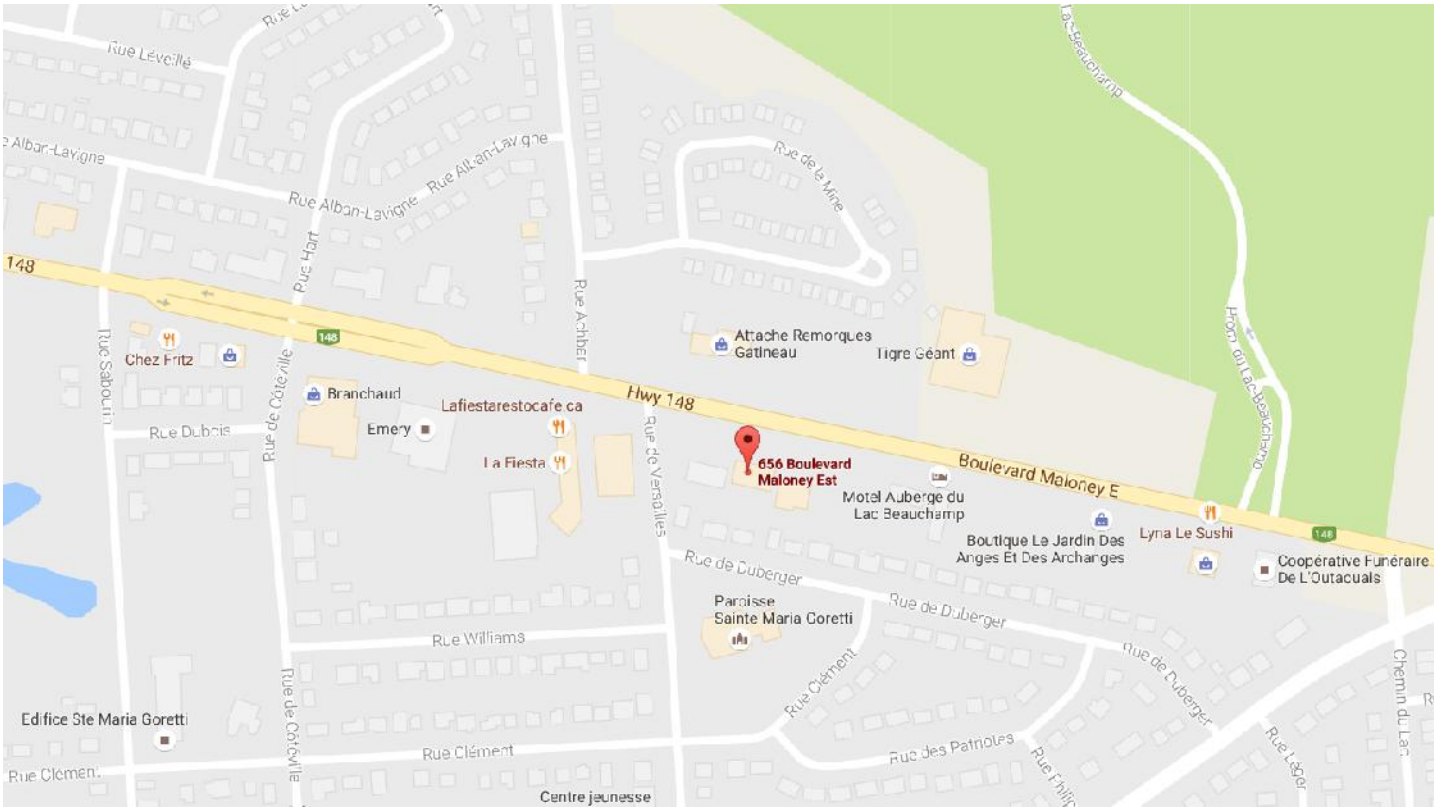 Rue Léveillé
Lac-Beauchamp
Rue Alban-Lavigne
Rue de la Mine
Alban-Lavigne
Rue Alban-Lavigne
148
Rue Hart
Rue Achbar
Attache Remorques
Gatineau
Tigre Géant
148
Chez Fritz
Rue Sabourin
Rue de Côteville
Branchaud
Hwy 148
Lafiestarestocafe.ca
Rue Dubois
Emery
La Fiesta
Rue de Versailles
656 Boulevard
Maloney Est
Boulevard Maloney E
Motel Auberge du
Lac Beauchamp
Boutique Le Jardin Des
Anges Et Des Archanges
Lyna Le Sushi
148
Coopérative Funéraire
De L'Outaouais
Rue de Duberger
Rue de Duberger
Paroisse
Sainte Maria Goretti
Rue Williams
Rue Clément
Rue de Duberger
Chemin du Lac
Edifice Ste Maria Goretti
Rue de Côteville
Rue Clément
Rue des Patriotes
Rue Léger
Rue Clément
Centre jeunesse